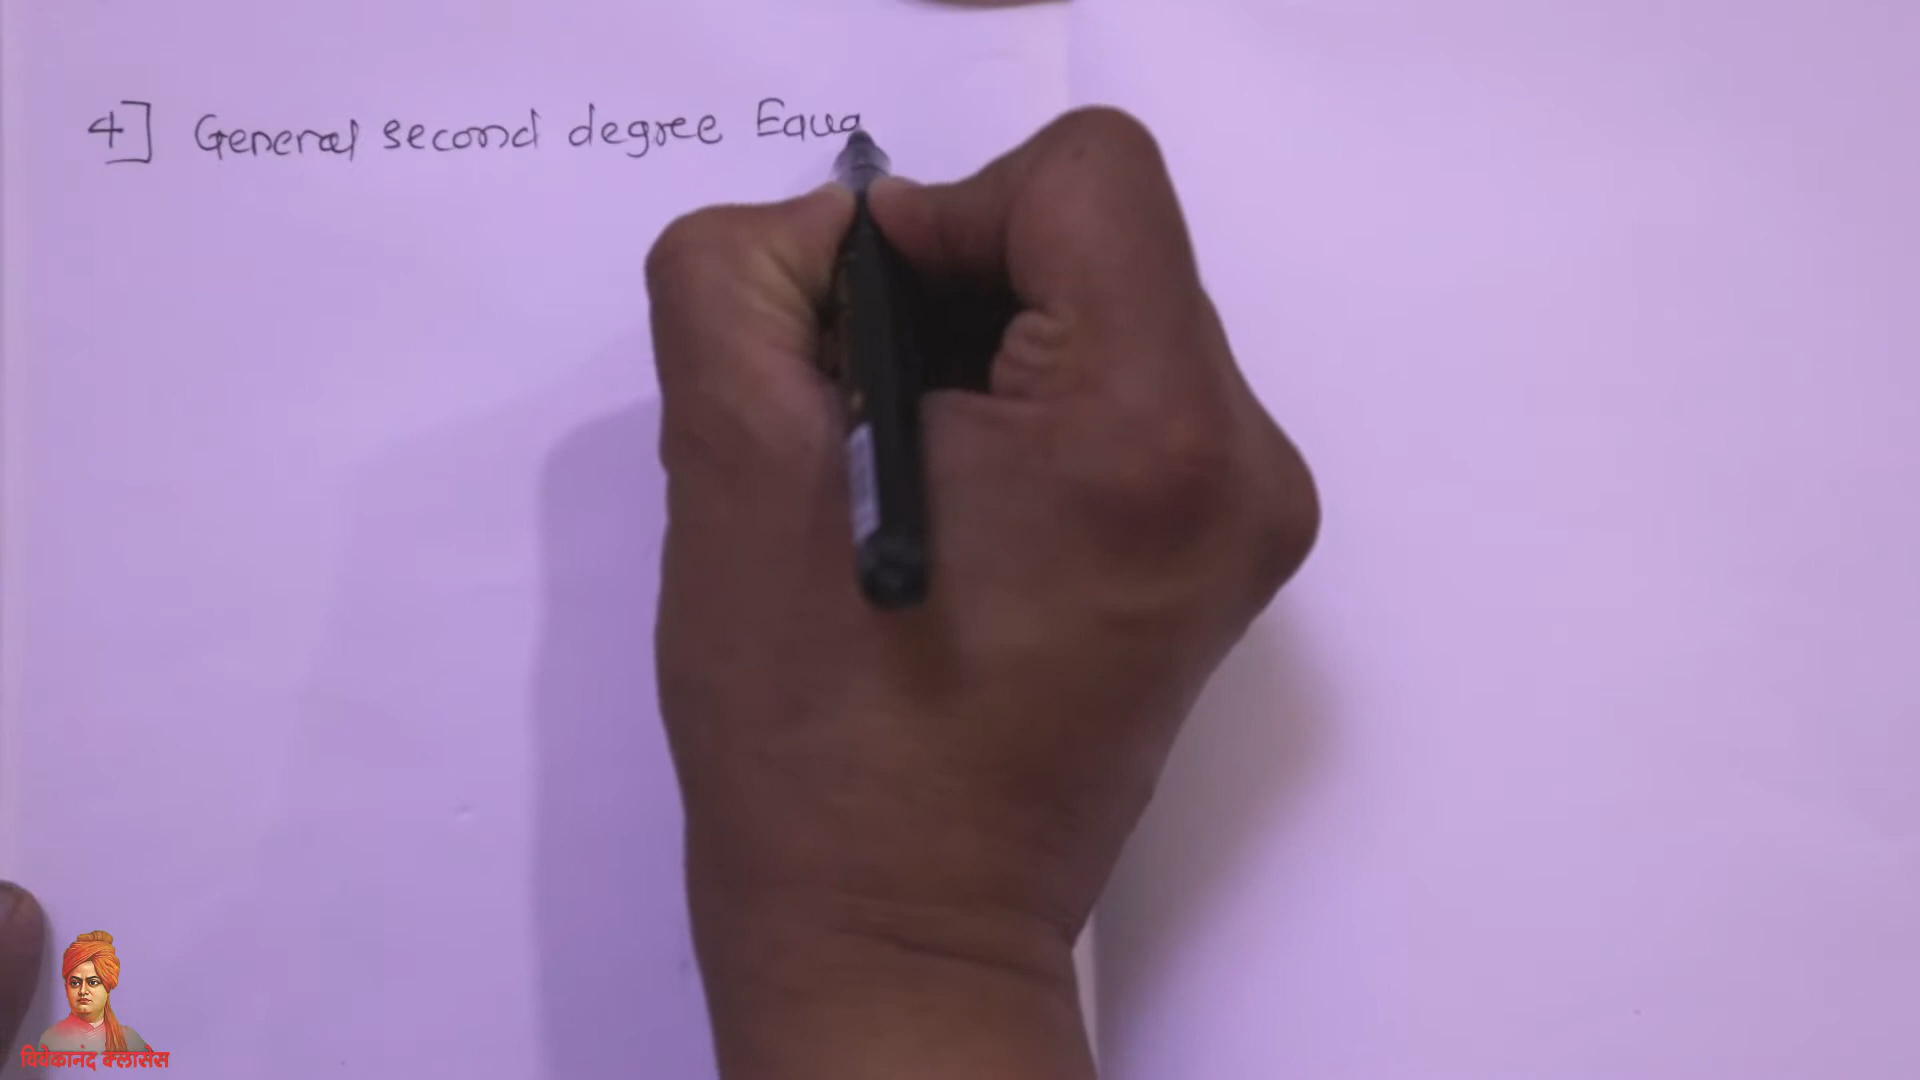 4] General second degree Equa
विवेकानंद क्लासेस